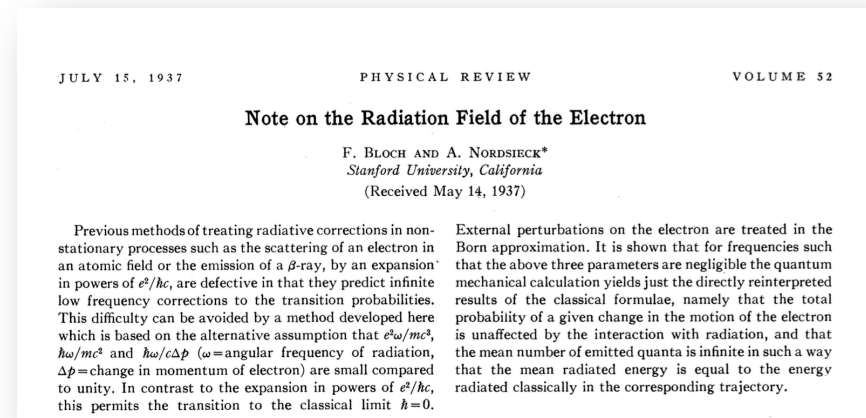 JULY 15, 1937 PHYSICAL REVIEW VOLUME 52
Note on the Radiation Field of the Electron
F. BLOCH AND A. NORDSIECK*
Stanford University, California
(Received May 14, 1937)
Previous methods of treating radiative corrections in non-
stationary processes such as the scattering of an electron in
an atomic field or the emission of a β-ray, by an expansion
in powers of e²/ħc, are defective in that they predict infinite
low frequency corrections to the transition probabilities.
This difficulty can be avoided by a method developed here
which is based on the alternative assumption that e²ω/mc³,
ħω/mc² and ħω/cΔp (ω=angular frequency of radiation,
Δp=change in momentum of electron) are small compared
to unity. In contrast to the expansion in powers of e²/ħc,
this permits the transition to the classical limit ħ=0.
External perturbations on the electron are treated in the
Born approximation. It is shown that for frequencies such
that the above three parameters are negligible the quantum
mechanical calculation yields just the directly reinterpreted
results of the classical formulae, namely that the total
probability of a given change in the motion of the electron
is unaffected by the interaction with radiation, and that
the mean number of emitted quanta is infinite in such a way
that the mean radiated energy is equal to the energy
radiated classically in the corresponding trajectory.